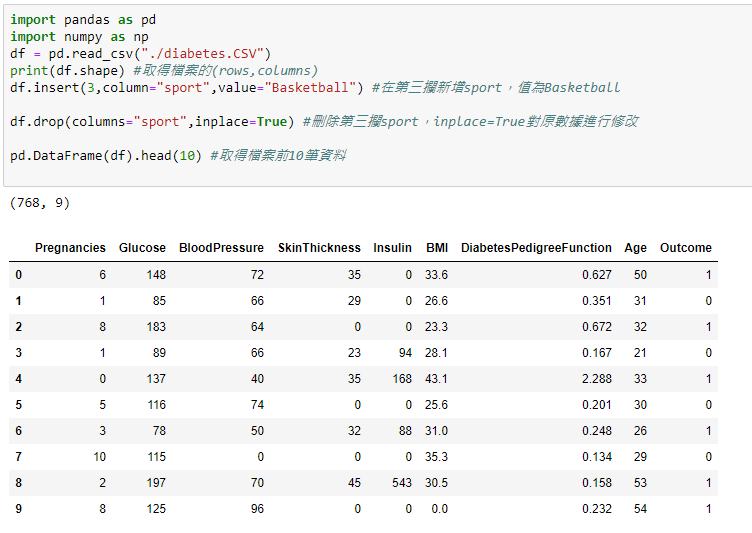 import pandas as pd
import numpy as np
df = pd.read_csv("./diabetes.CSV")
print(df.shape) #取得檔案的(rows,columns)
df.insert(3,column="sport",value="Basketball") #在第三欄新增sport，值為Basketball
df.drop(columns="sport",inplace=True) #刪除第三欄sport，inplace=True對原數據進行修改
pd.DataFrame(df).head(10) #取得檔案前10筆資料
(768, 9)
Pregnancies Glucose BloodPressure SkinThickness Insulin BMI DiabetesPedigreeFunction Age Outcome
0 6 148 72 35 0 33.6 0.627 50 1
1 1 85 66 29 0 26.6 0.351 31 0
2 8 183 64 0 0 23.3 0.672 32 1
3 1 89 66 23 94 28.1 0.167 21 0
4 0 137 40 35 168 43.1 2.288 33 1
5 5 116 74 0 0 25.6 0.201 30 0
6 3 78 50 32 88 31.0 0.248 26 1
7 10 115 0 0 0 35.3 0.134 29 0
8 2 197 70 45 543 30.5 0.158 53 1
9 8 125 96 0 0 0.0 0.232 54 1